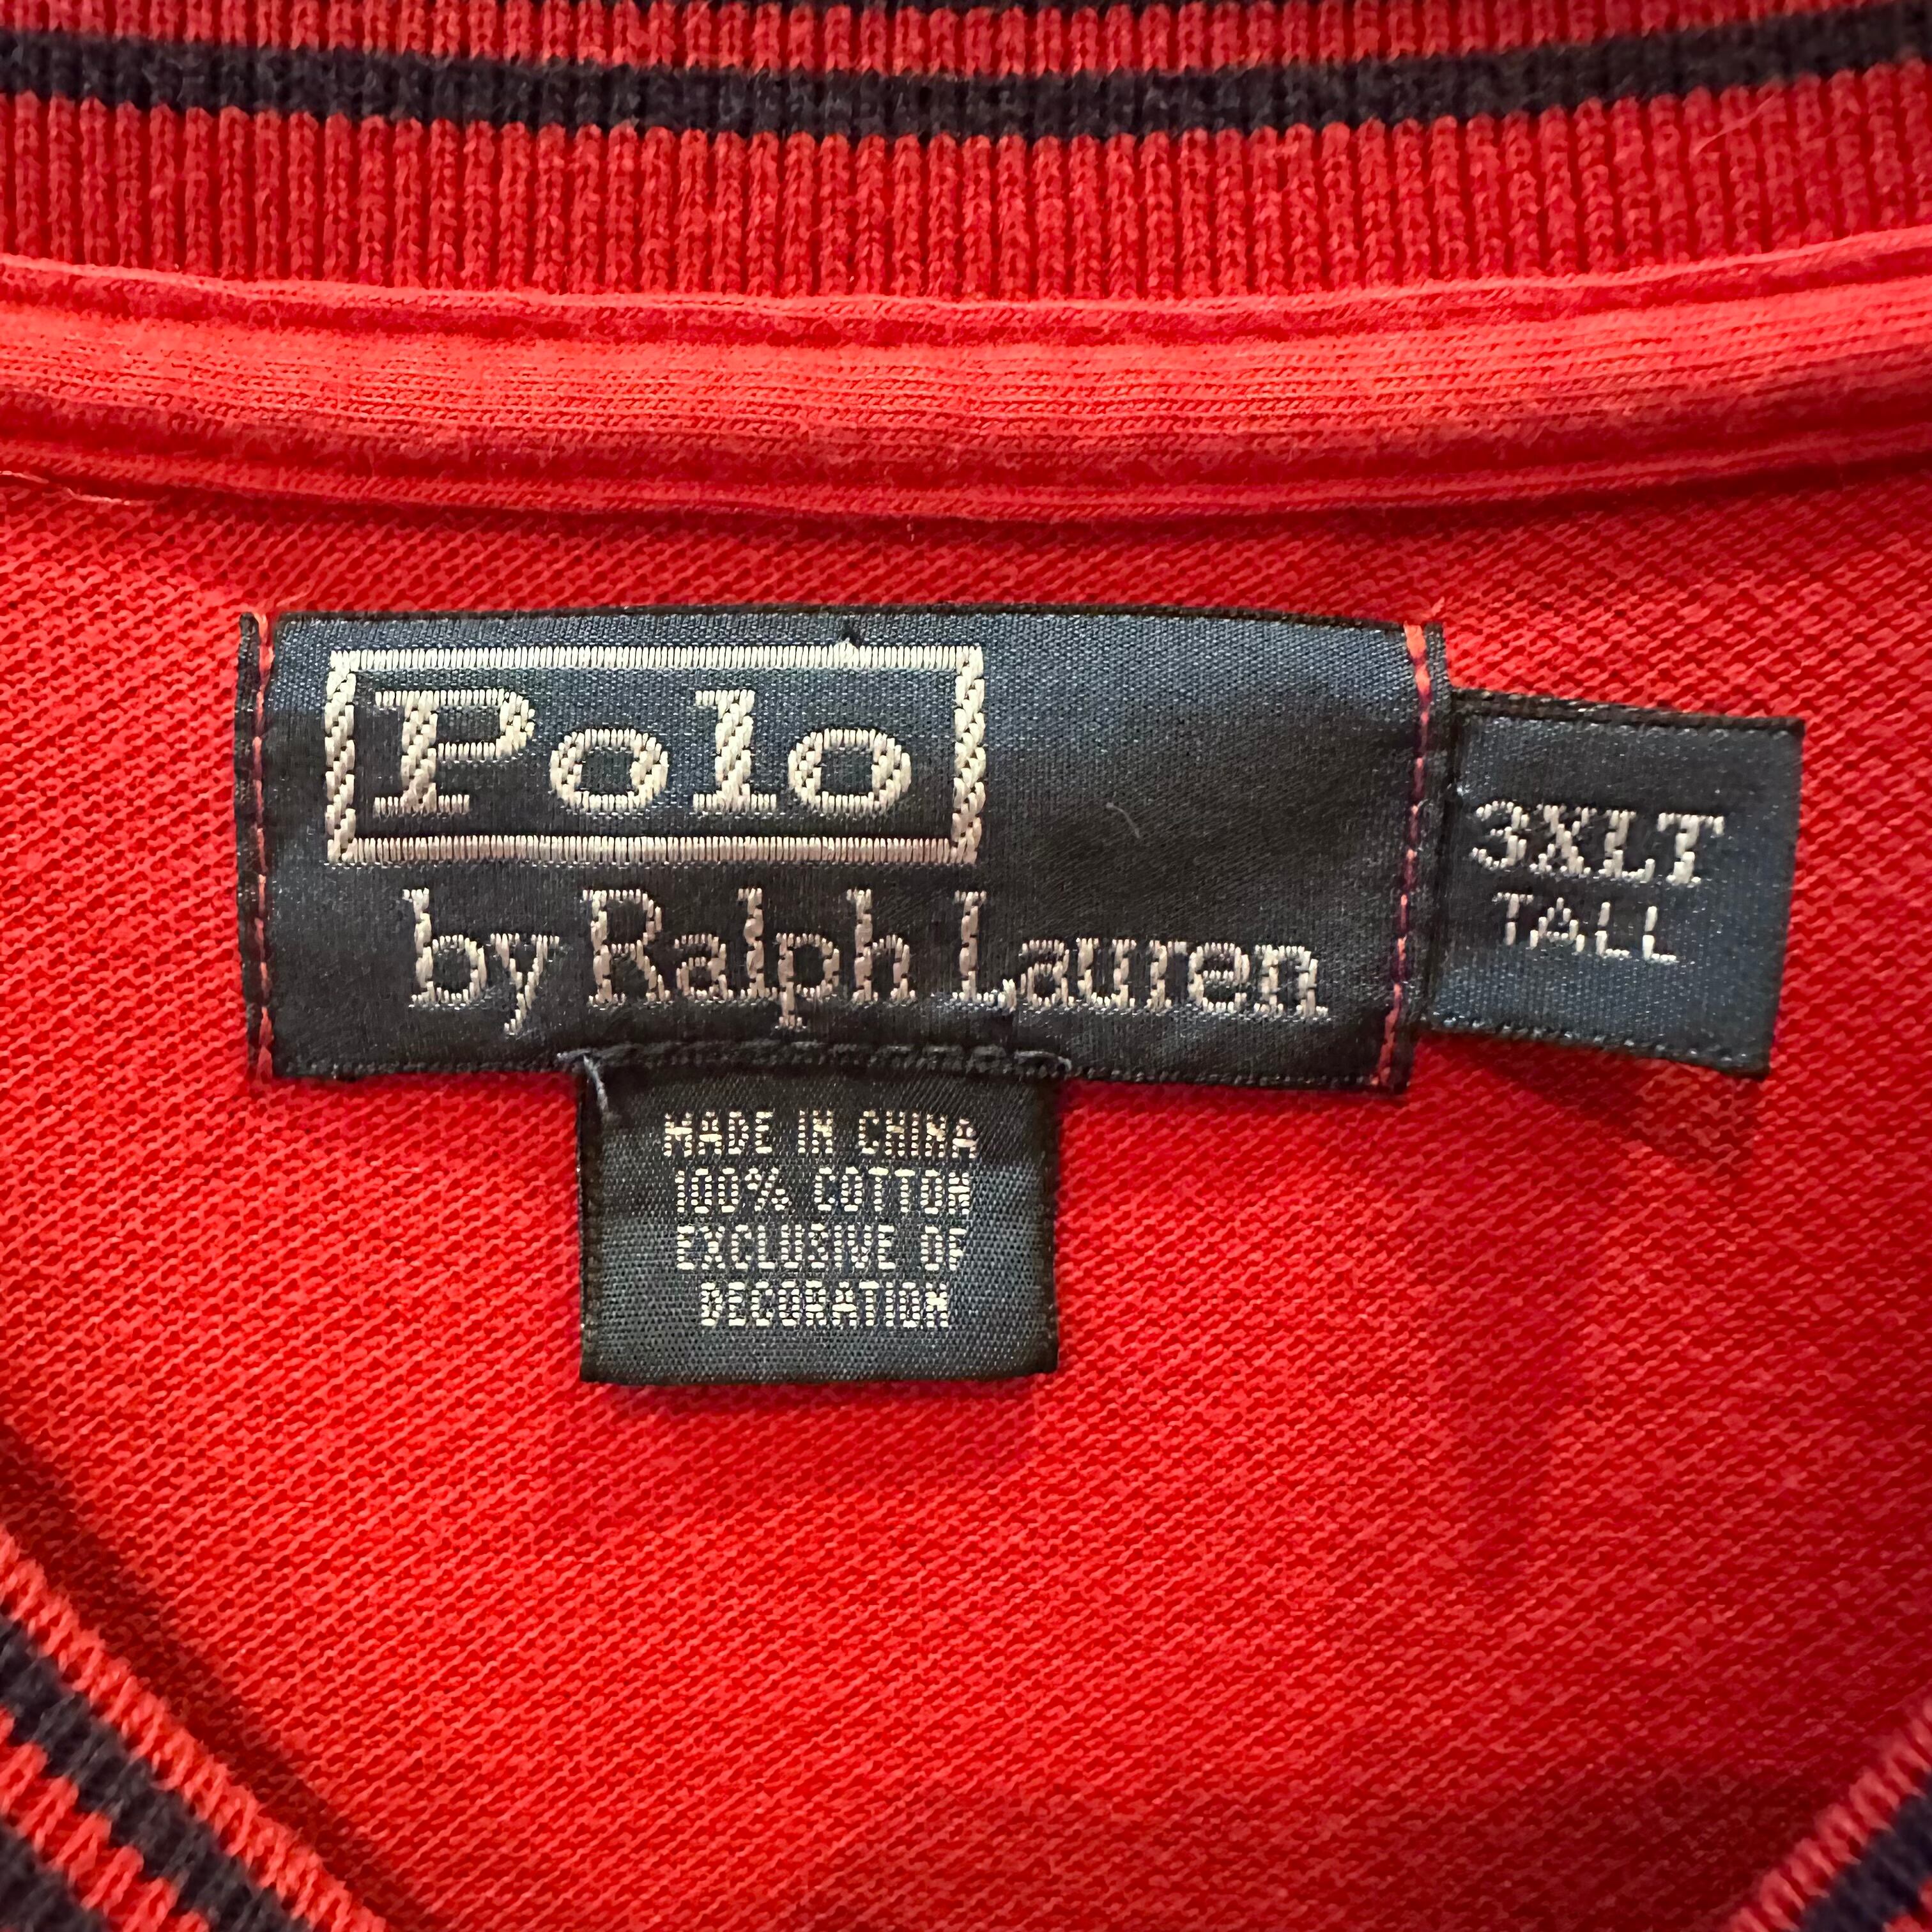 Polo
by Ralph Lauren
3XLT
TALL
MADE IN CHINA
100% COTTON
EXCLUSIVE OF
DECORATION